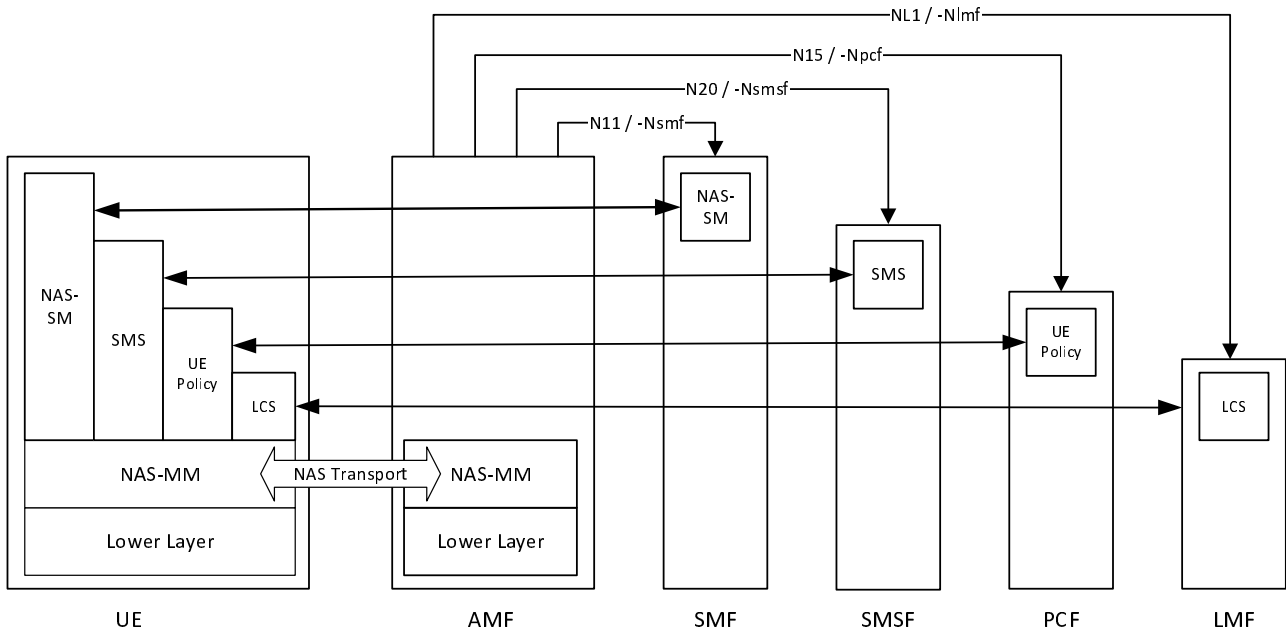 NL1 / -Nlmf
N15 / -Npcf
N20 / -Nsmsf
N11 / -Nsmf
NAS-
SM
SMS
UE
Policy
LCS
NAS-
SM
SMS
UE
Policy
LCS
NAS-MM
NAS Transport
NAS-MM
Lower Layer
Lower Layer
UE
AMF
SMF
SMSF
PCF
LMF